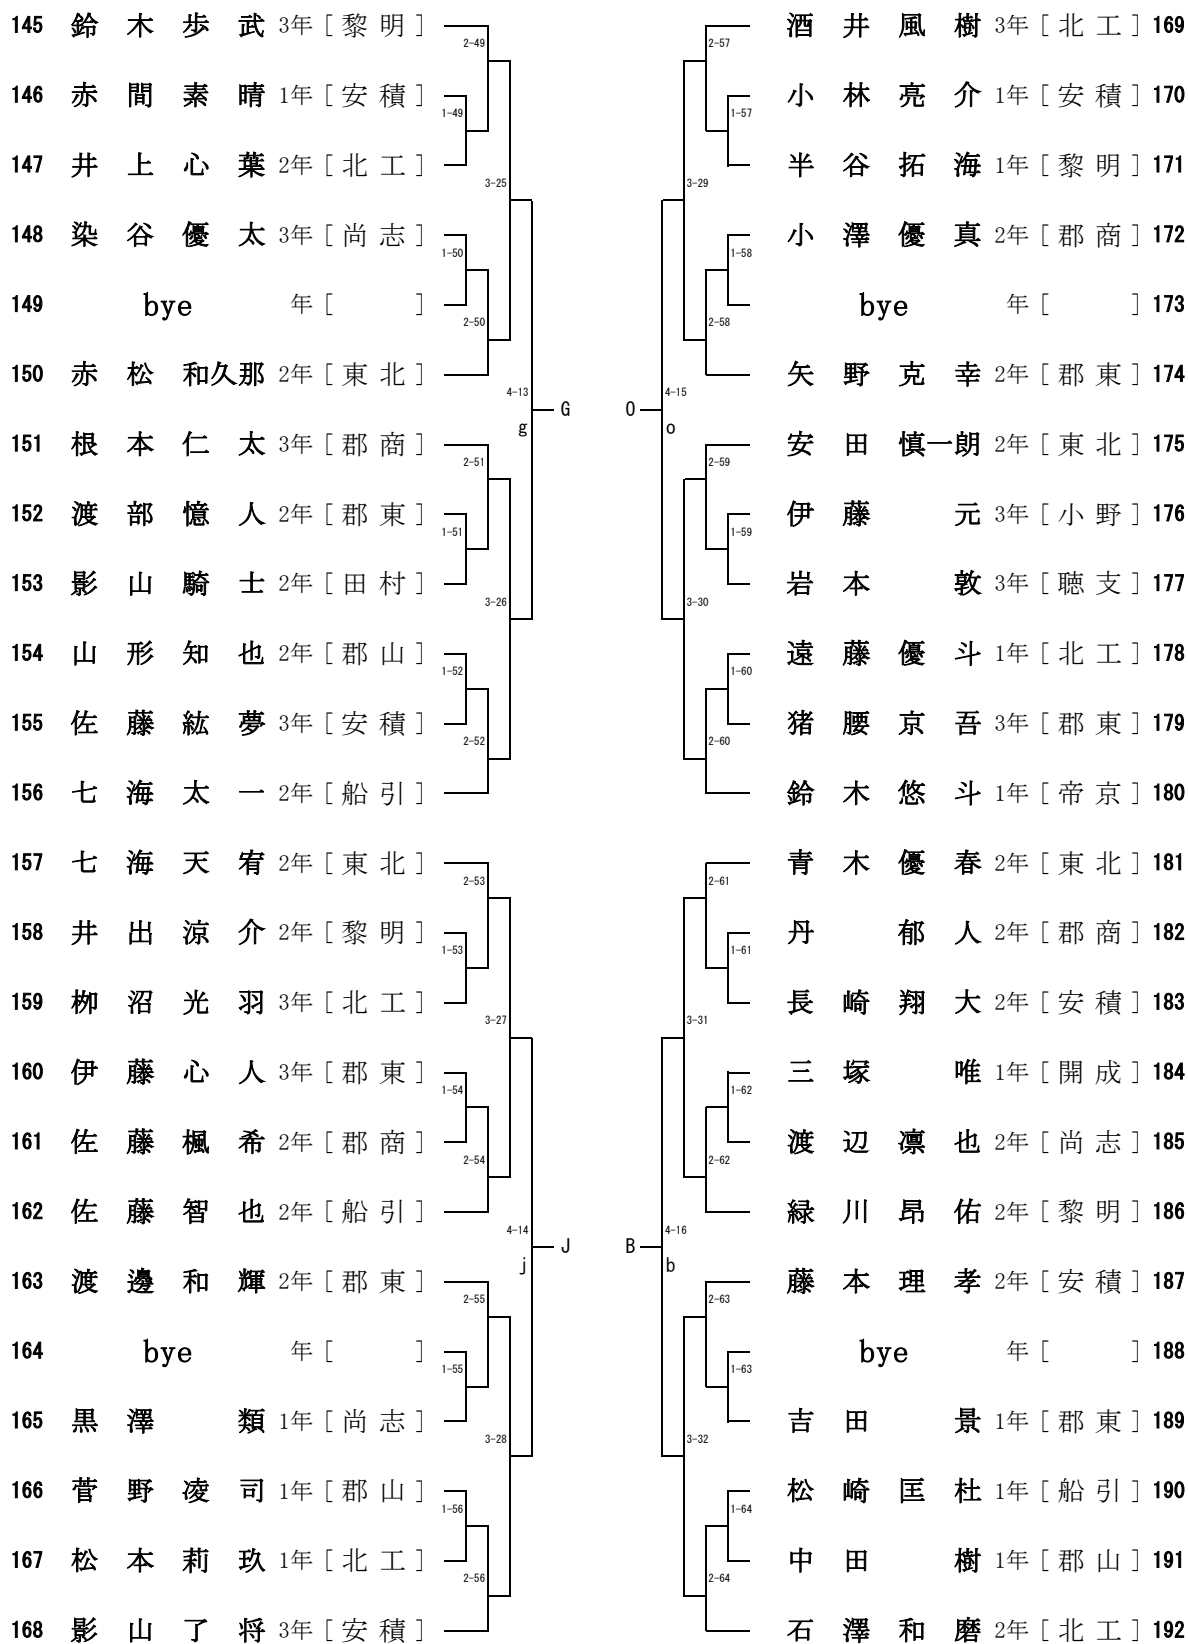 145 鈴木歩武 3年 [ 黎明 ]
2-49
146 赤間素晴 1年 [ 安積 ]
1-49
147 井上心葉 2年 [ 北工 ]
3-25
148 染谷優太 3年 [ 尚志 ]
1-50
149 bye 年 [ ]
2-50
150 赤松和久那 2年 [ 東北 ]
4-13
G
g
151 根本仁太 3年 [ 郡商 ]
2-51
152 渡部憶人 2年 [ 郡東 ]
1-51
153 影山騎士 2年 [ 田村 ]
3-26
154 山形知也 2年 [ 郡山 ]
1-52
155 佐藤紘夢 3年 [ 安積 ]
2-52
156 七海太一 2年 [ 船引 ]
157 七海天宥 2年 [ 東北 ]
2-53
158 井出涼介 2年 [ 黎明 ]
1-53
159 栁沼光羽 3年 [ 北工 ]
3-27
160 伊藤心人 3年 [ 郡東 ]
1-54
161 佐藤楓希 2年 [ 郡商 ]
2-54
162 佐藤智也 2年 [ 船引 ]
4-14
J
j
163 渡邊和輝 2年 [ 郡東 ]
2-55
164 bye 年 [ ]
1-55
165 黒澤類 1年 [ 尚志 ]
3-28
166 菅野凌司 1年 [ 郡山 ]
1-56
167 松本莉玖 1年 [ 北工 ]
2-56
168 影山了将 3年 [ 安積 ]
酒井風樹 3年 [ 北工 ] 169
2-57
小林亮介 1年 [ 安積 ] 170
1-57
半谷拓海 1年 [ 黎明 ] 171
3-29
小澤優真 2年 [ 郡商 ] 172
1-58
bye 年 [ ] 173
2-58
矢野克幸 2年 [ 郡東 ] 174
4-15
O
o
安田慎一朗 2年 [ 東北 ] 175
2-59
伊藤元 3年 [ 小野 ] 176
1-59
岩本敦 3年 [ 聴支 ] 177
3-30
遠藤優斗 1年 [ 北工 ] 178
1-60
猪腰京吾 3年 [ 郡東 ] 179
2-60
鈴木悠斗 1年 [ 帝京 ] 180
青木優春 2年 [ 東北 ] 181
2-61
丹郁人 2年 [ 郡商 ] 182
1-61
長崎翔大 2年 [ 安積 ] 183
3-31
三塚唯 1年 [ 開成 ] 184
1-62
渡辺凛也 2年 [ 尚志 ] 185
2-62
緑川昂佑 2年 [ 黎明 ] 186
4-16
B
b
藤本理孝 2年 [ 安積 ] 187
2-63
bye 年 [ ] 188
1-63
吉田景 1年 [ 郡東 ] 189
3-32
松崎匡杜 1年 [ 船引 ] 190
1-64
中田樹 1年 [ 郡山 ] 191
2-64
石澤和磨 2年 [ 北工 ] 192